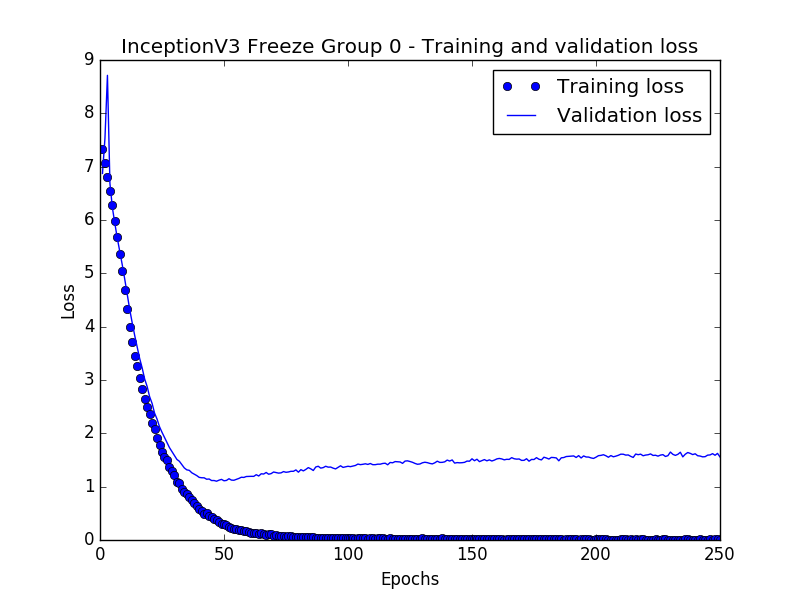 InceptionV3 Freeze Group 0 - Training and validation loss
Training loss
Validation loss
9
8
7
6
5
4
3
2
1
0
Loss
0 50 100 150 200 250
Epochs